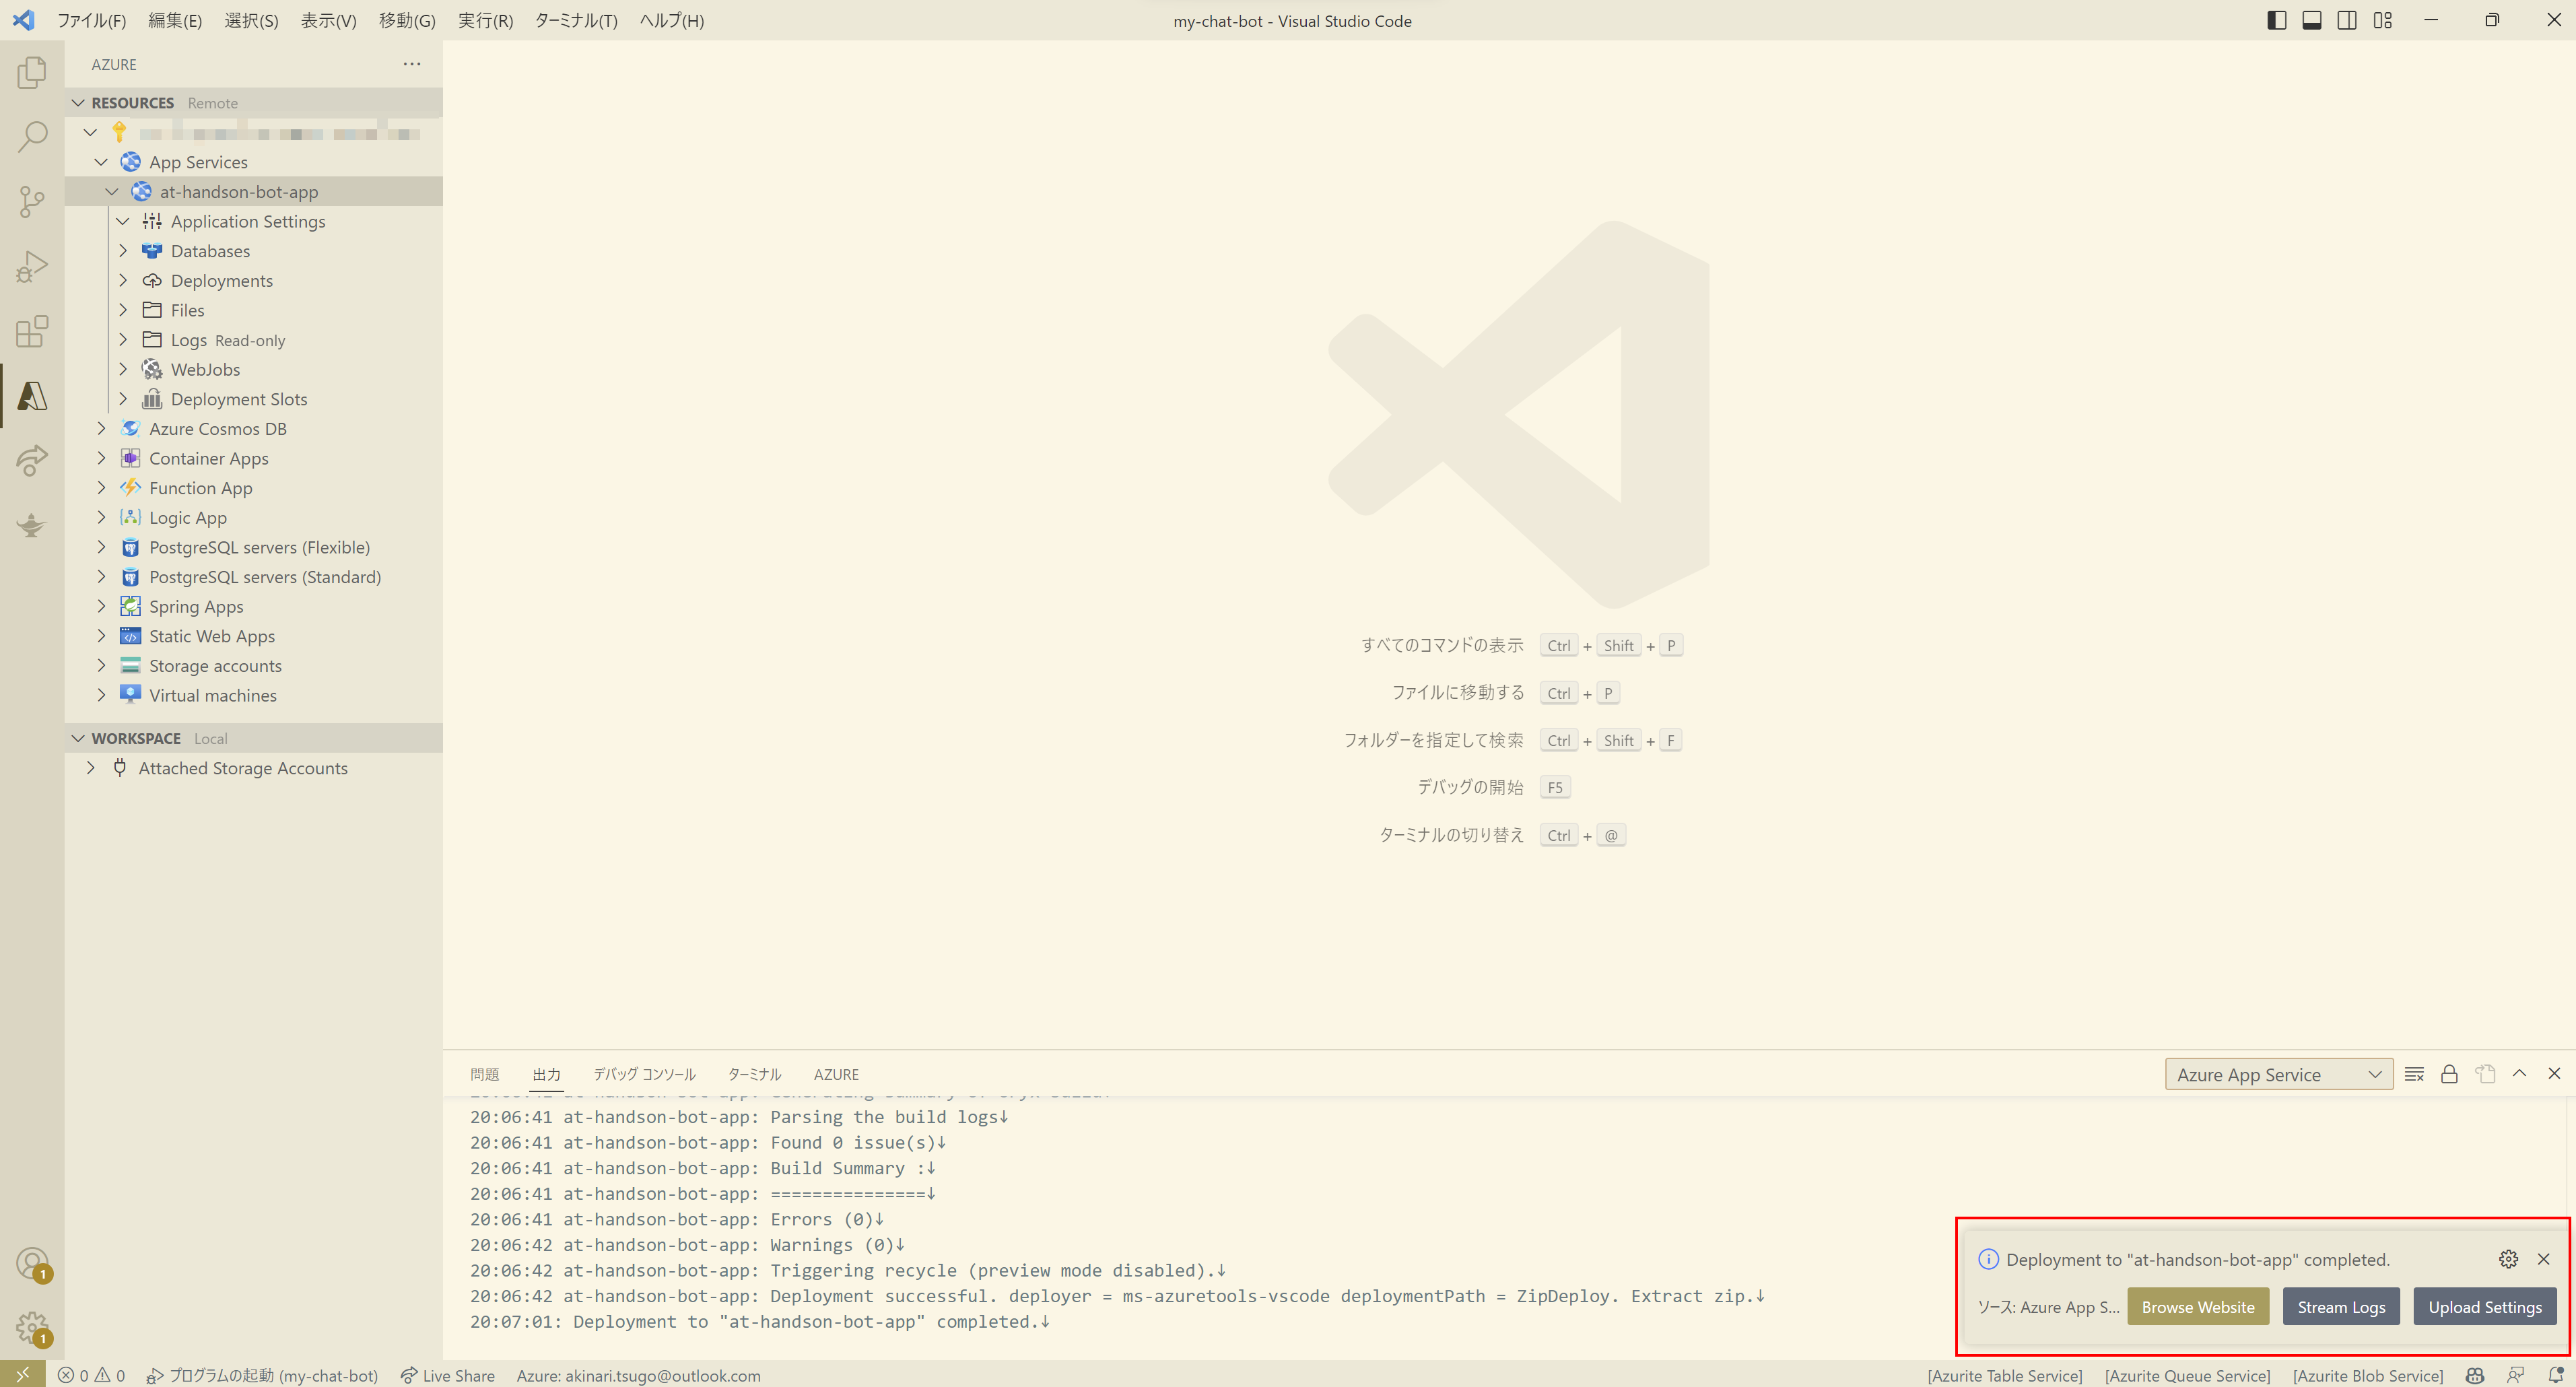 ファイル(F) 編集(E) 選択(S) 表示(V) 移動(G) 実行(R) ターミナル(T) ヘルプ(H) my-chat-bot - Visual Studio Code
AZURE
RESOURCES Remote
App Services
at-handson-bot-app
Application Settings
Databases
Deployments
Files
Logs Read-only
WebJobs
Deployment Slots
Azure Cosmos DB
Container Apps
Function App
Logic App
PostgreSQL servers (Flexible)
PostgreSQL servers (Standard)
Spring Apps
Static Web Apps
Storage accounts
Virtual machines
WORKSPACE Local
Attached Storage Accounts
すべてのコマンドの表示 Ctrl + Shift + P
ファイルに移動する Ctrl + P
フォルダーを指定して検索 Ctrl + Shift + F
デバッグの開始 F5
ターミナルの切り替え Ctrl + @
問題 出力 デバッグ コンソール ターミナル AZURE Azure App Service
20:06:41 at-handson-bot-app: Parsing the build logs↓
20:06:41 at-handson-bot-app: Found 0 issue(s)↓
20:06:41 at-handson-bot-app: Build Summary :↓
20:06:41 at-handson-bot-app: ===============↓
20:06:41 at-handson-bot-app: Errors (0)↓
20:06:42 at-handson-bot-app: Warnings (0)↓
20:06:42 at-handson-bot-app: Triggering recycle (preview mode disabled).↓
20:06:42 at-handson-bot-app: Deployment successful. deployer = ms-azuretools-vscode deploymentPath = ZipDeploy. Extract zip.↓
20:07:01: Deployment to "at-handson-bot-app" completed.↓
Deployment to "at-handson-bot-app" completed.
ソース: Azure App S... Browse Website Stream Logs Upload Settings
1
1
0 0 プログラムの起動 (my-chat-bot) Live Share Azure: akinari.tsugo@outlook.com [Azurite Table Service] [Azurite Queue Service] [Azurite Blob Service]